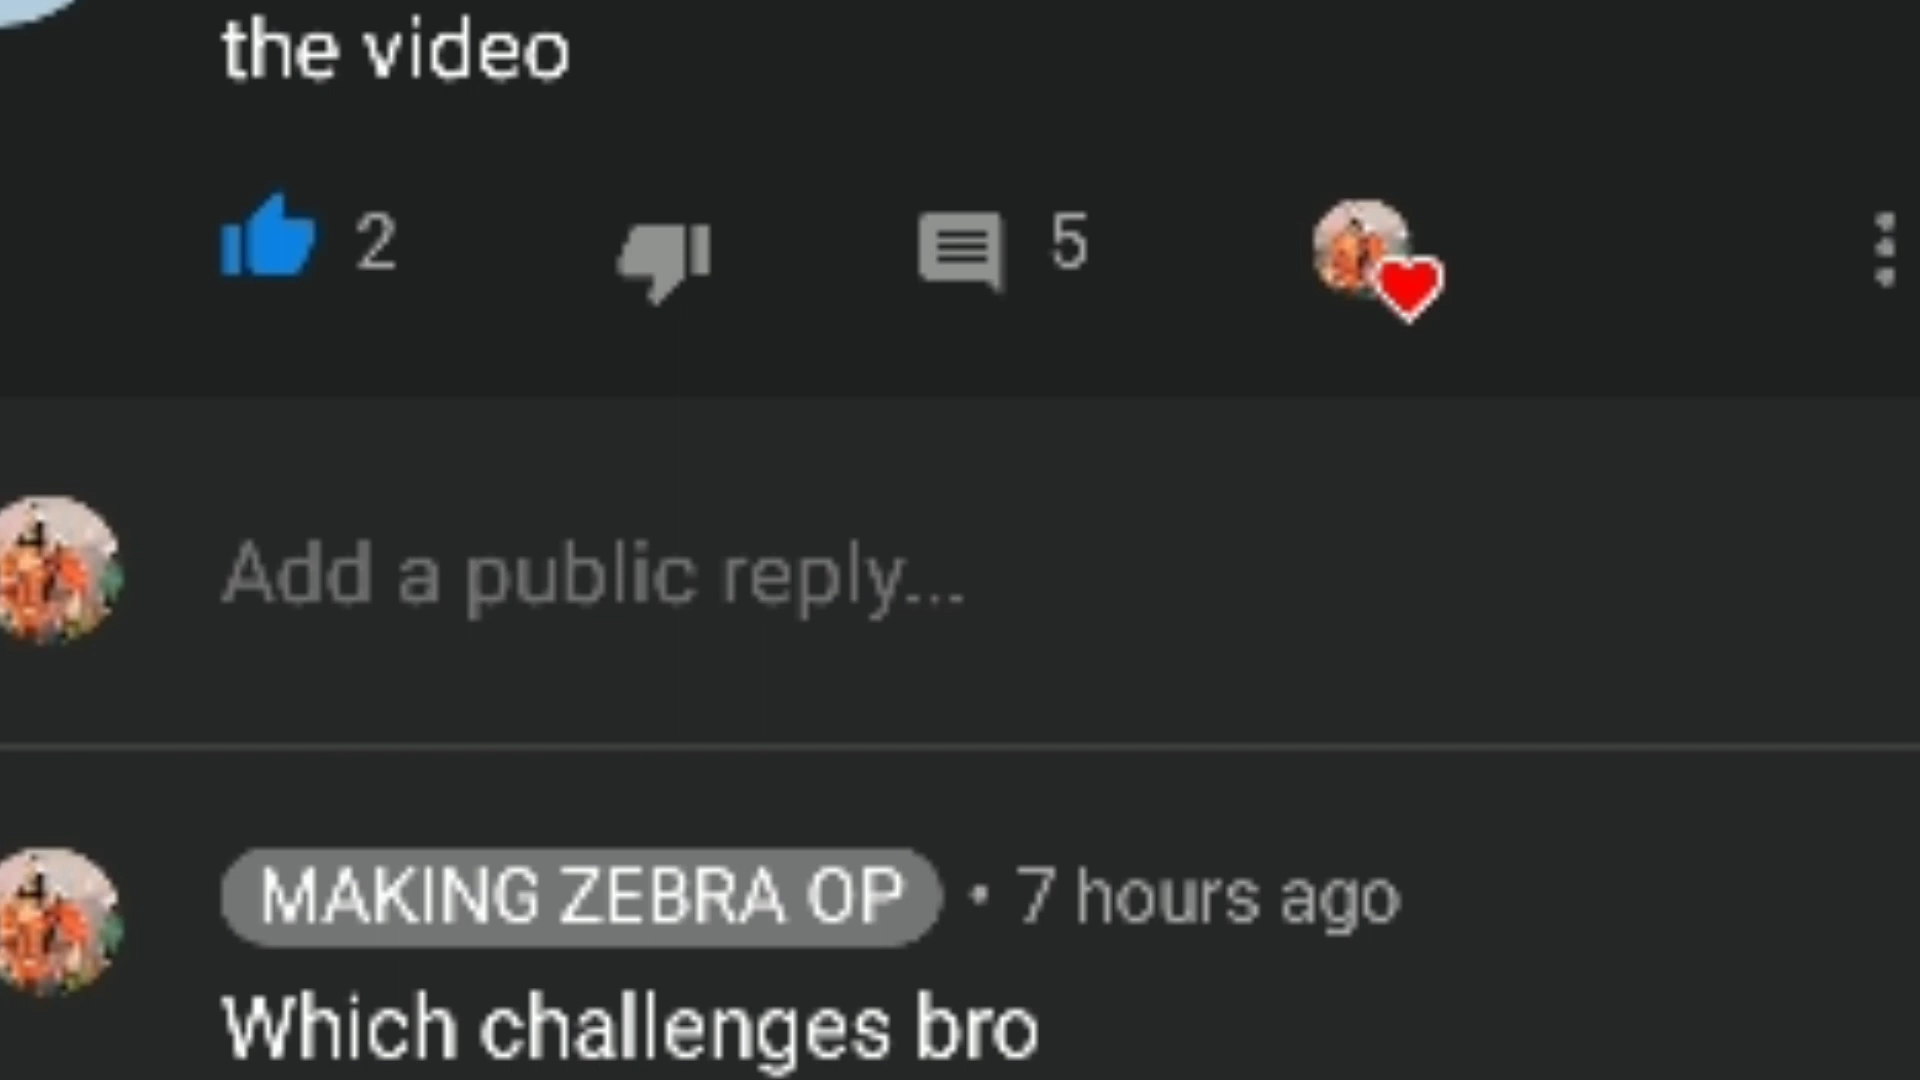 the video
2
5
Add a public reply...
MAKING ZEBRA OP • 7 hours ago
Which challenges bro